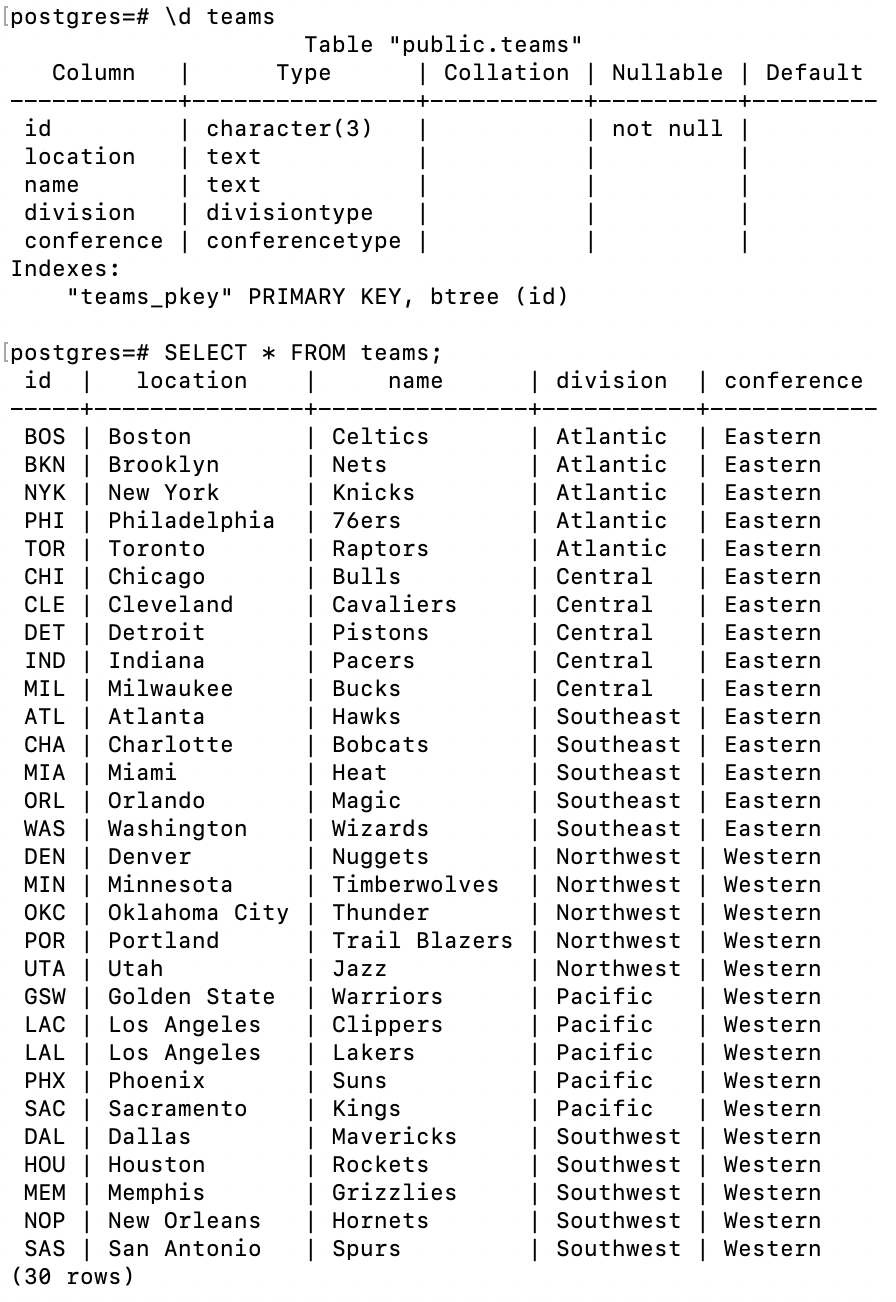 [postgres=# \d teams
                     Table "public.teams"
   Column   |      Type      | Collation | Nullable | Default
------------+----------------+-----------+----------+---------
 id         | character(3)   |           | not null |
 location   | text           |           |          |
 name       | text           |           |          |
 division   | divisiontype   |           |          |
 conference | conferencetype |           |          |
Indexes:
    "teams_pkey" PRIMARY KEY, btree (id)
[postgres=# SELECT * FROM teams;
 id  |   location    |     name      | division  | conference
-----+---------------+---------------+-----------+------------
 BOS | Boston        | Celtics       | Atlantic  | Eastern
 BKN | Brooklyn      | Nets          | Atlantic  | Eastern
 NYK | New York      | Knicks        | Atlantic  | Eastern
 PHI | Philadelphia  | 76ers         | Atlantic  | Eastern
 TOR | Toronto       | Raptors       | Atlantic  | Eastern
 CHI | Chicago       | Bulls         | Central   | Eastern
 CLE | Cleveland     | Cavaliers     | Central   | Eastern
 DET | Detroit       | Pistons       | Central   | Eastern
 IND | Indiana       | Pacers        | Central   | Eastern
 MIL | Milwaukee     | Bucks         | Central   | Eastern
 ATL | Atlanta       | Hawks         | Southeast | Eastern
 CHA | Charlotte     | Bobcats       | Southeast | Eastern
 MIA | Miami         | Heat          | Southeast | Eastern
 ORL | Orlando       | Magic         | Southeast | Eastern
 WAS | Washington    | Wizards       | Southeast | Eastern
 DEN | Denver        | Nuggets       | Northwest | Western
 MIN | Minnesota     | Timberwolves  | Northwest | Western
 OKC | Oklahoma City | Thunder       | Northwest | Western
 POR | Portland      | Trail Blazers | Northwest | Western
 UTA | Utah          | Jazz          | Northwest | Western
 GSW | Golden State  | Warriors      | Pacific   | Western
 LAC | Los Angeles   | Clippers      | Pacific   | Western
 LAL | Los Angeles   | Lakers        | Pacific   | Western
 PHX | Phoenix       | Suns          | Pacific   | Western
 SAC | Sacramento    | Kings         | Pacific   | Western
 DAL | Dallas        | Mavericks     | Southwest | Western
 HOU | Houston       | Rockets       | Southwest | Western
 MEM | Memphis       | Grizzlies     | Southwest | Western
 NOP | New Orleans   | Hornets       | Southwest | Western
 SAS | San Antonio   | Spurs         | Southwest | Western
(30 rows)